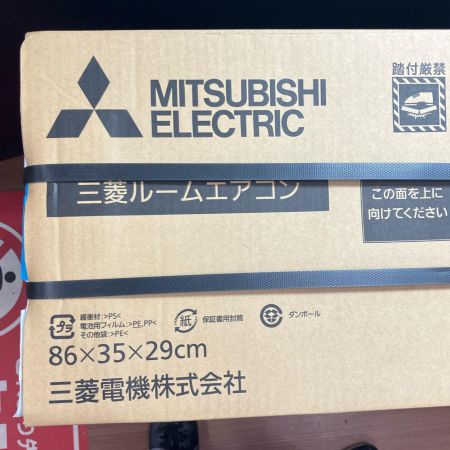 MITSUBISHI
ELECTRIC
踏付厳禁
三菱ルームエアコン
この面を上に
向けてください
プラ
緩衝材:>PS<
電池用フィルム:>PE,PP<
その他袋:>PE<
紙
保証書用封筒
ダンボール
86×35×29cm
三菱電機株式会社